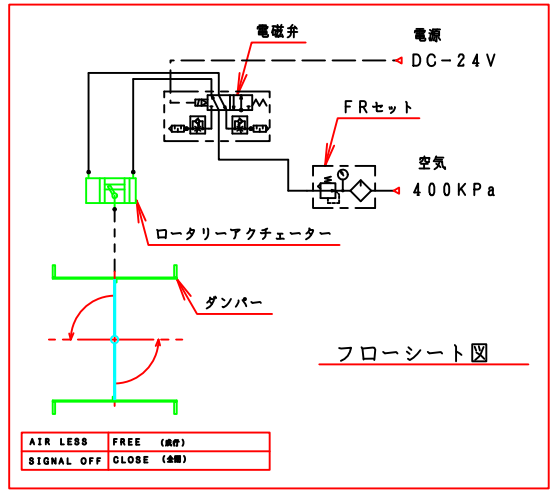 電磁弁
電源
DC-24V
FRセット
空気
400KPa
ロータリーアクチェーター
ダンパー
フローシート図
AIR LESS FREE
SIGNAL OFF CLOSE (全閉)